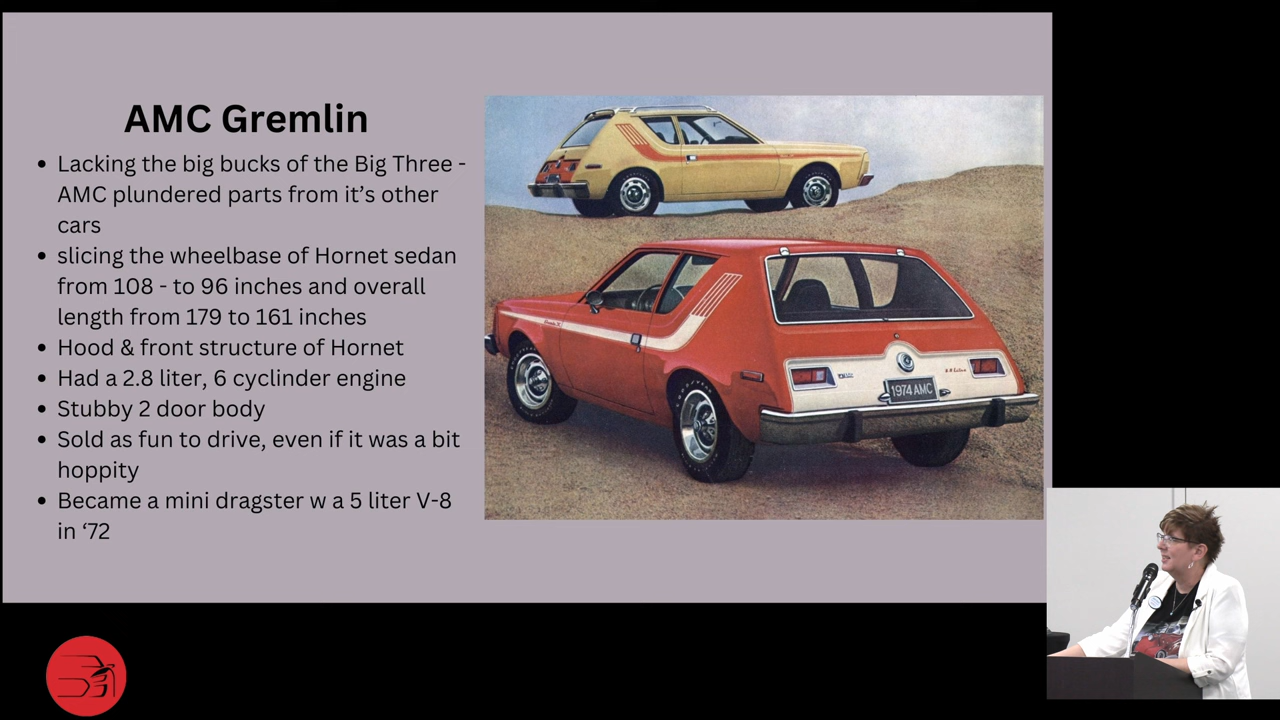 AMC Gremlin
• Lacking the big bucks of the Big Three -
AMC plundered parts from it’s other
cars
• slicing the wheelbase of Hornet sedan
from 108 - to 96 inches and overall
length from 179 to 161 inches
• Hood & front structure of Hornet
• Had a 2.8 liter, 6 cyclinder engine
• Stubby 2 door body
• Sold as fun to drive, even if it was a bit
hoppity
• Became a mini dragster w a 5 liter V-8
in ‘72
1974 AMC